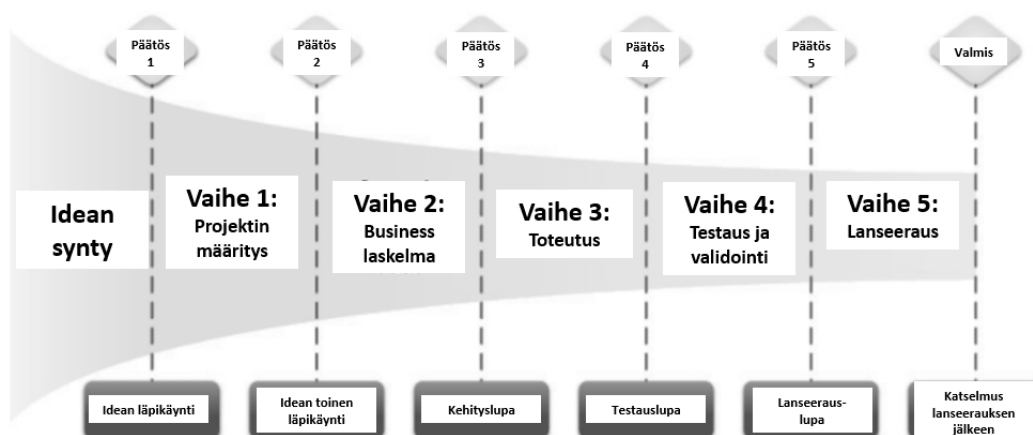 Päätös
1
Päätös
2
Päätös
3
Päätös
4
Päätös
5
Valmis
Idean
synty
Vaihe 1:
Projektin
määritys
Vaihe 2:
Business
laskelma
Vaihe 3:
Toteutus
Vaihe 4:
Testaus ja
validointi
Vaihe 5:
Lanseeraus
Idean läpikäynti
Idean toinen
läpikäynti
Kehityslupa
Testauslupa
Lanseeraus-
lupa
Katselmus
lanseerauksen
jälkeen